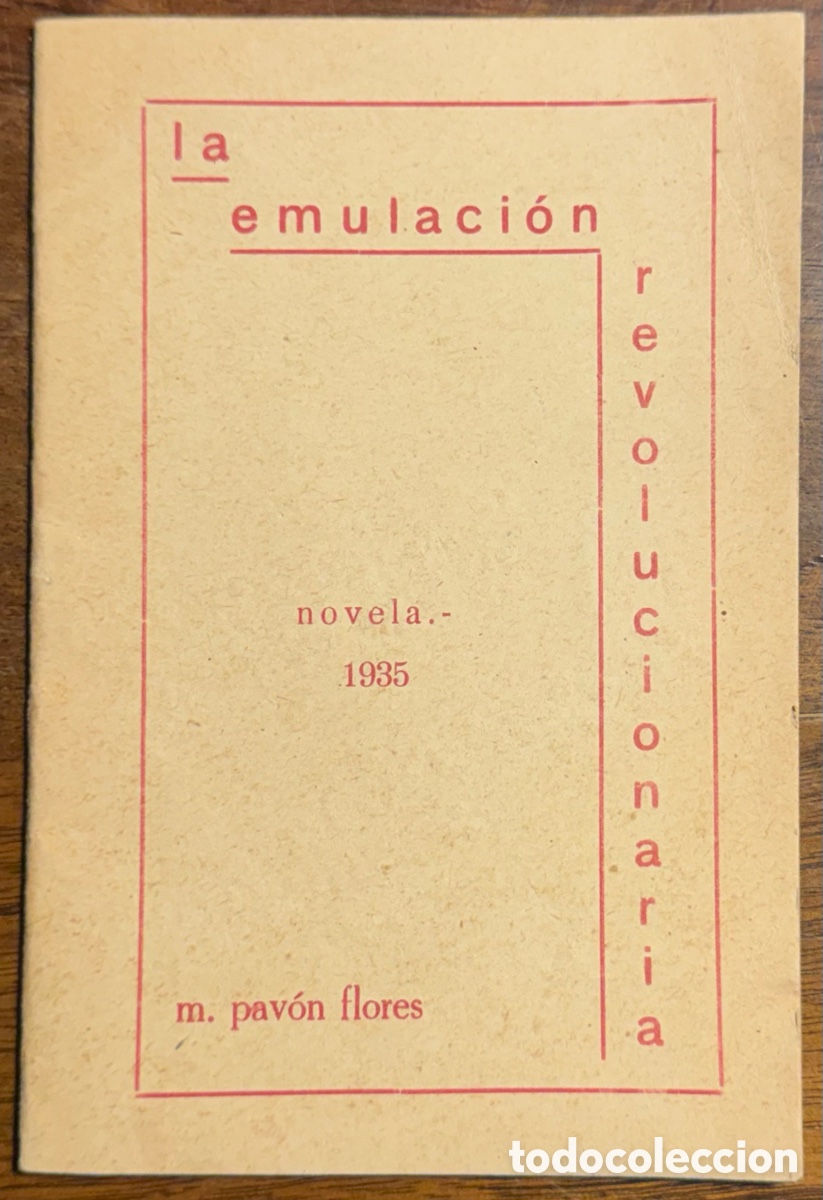 la
emulación
revolucionaria
novela.-
1935
m. pavón flores
todocoleccion